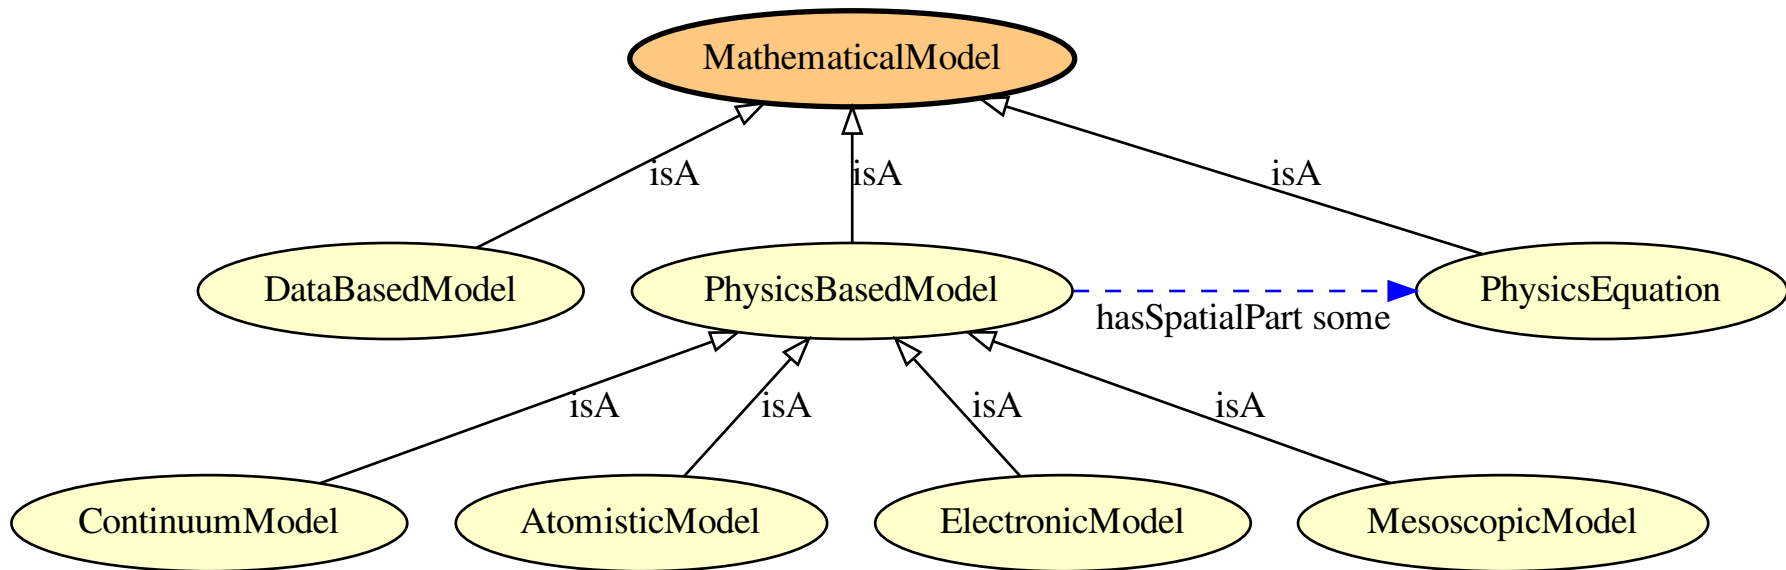 MathematicalModel
isA
isA
isA
DataBasedModel
PhysicsBasedModel
PhysicsEquation
hasSpatialPart some
isA
isA
isA
isA
ContinuumModel
AtomisticModel
ElectronicModel
MesoscopicModel